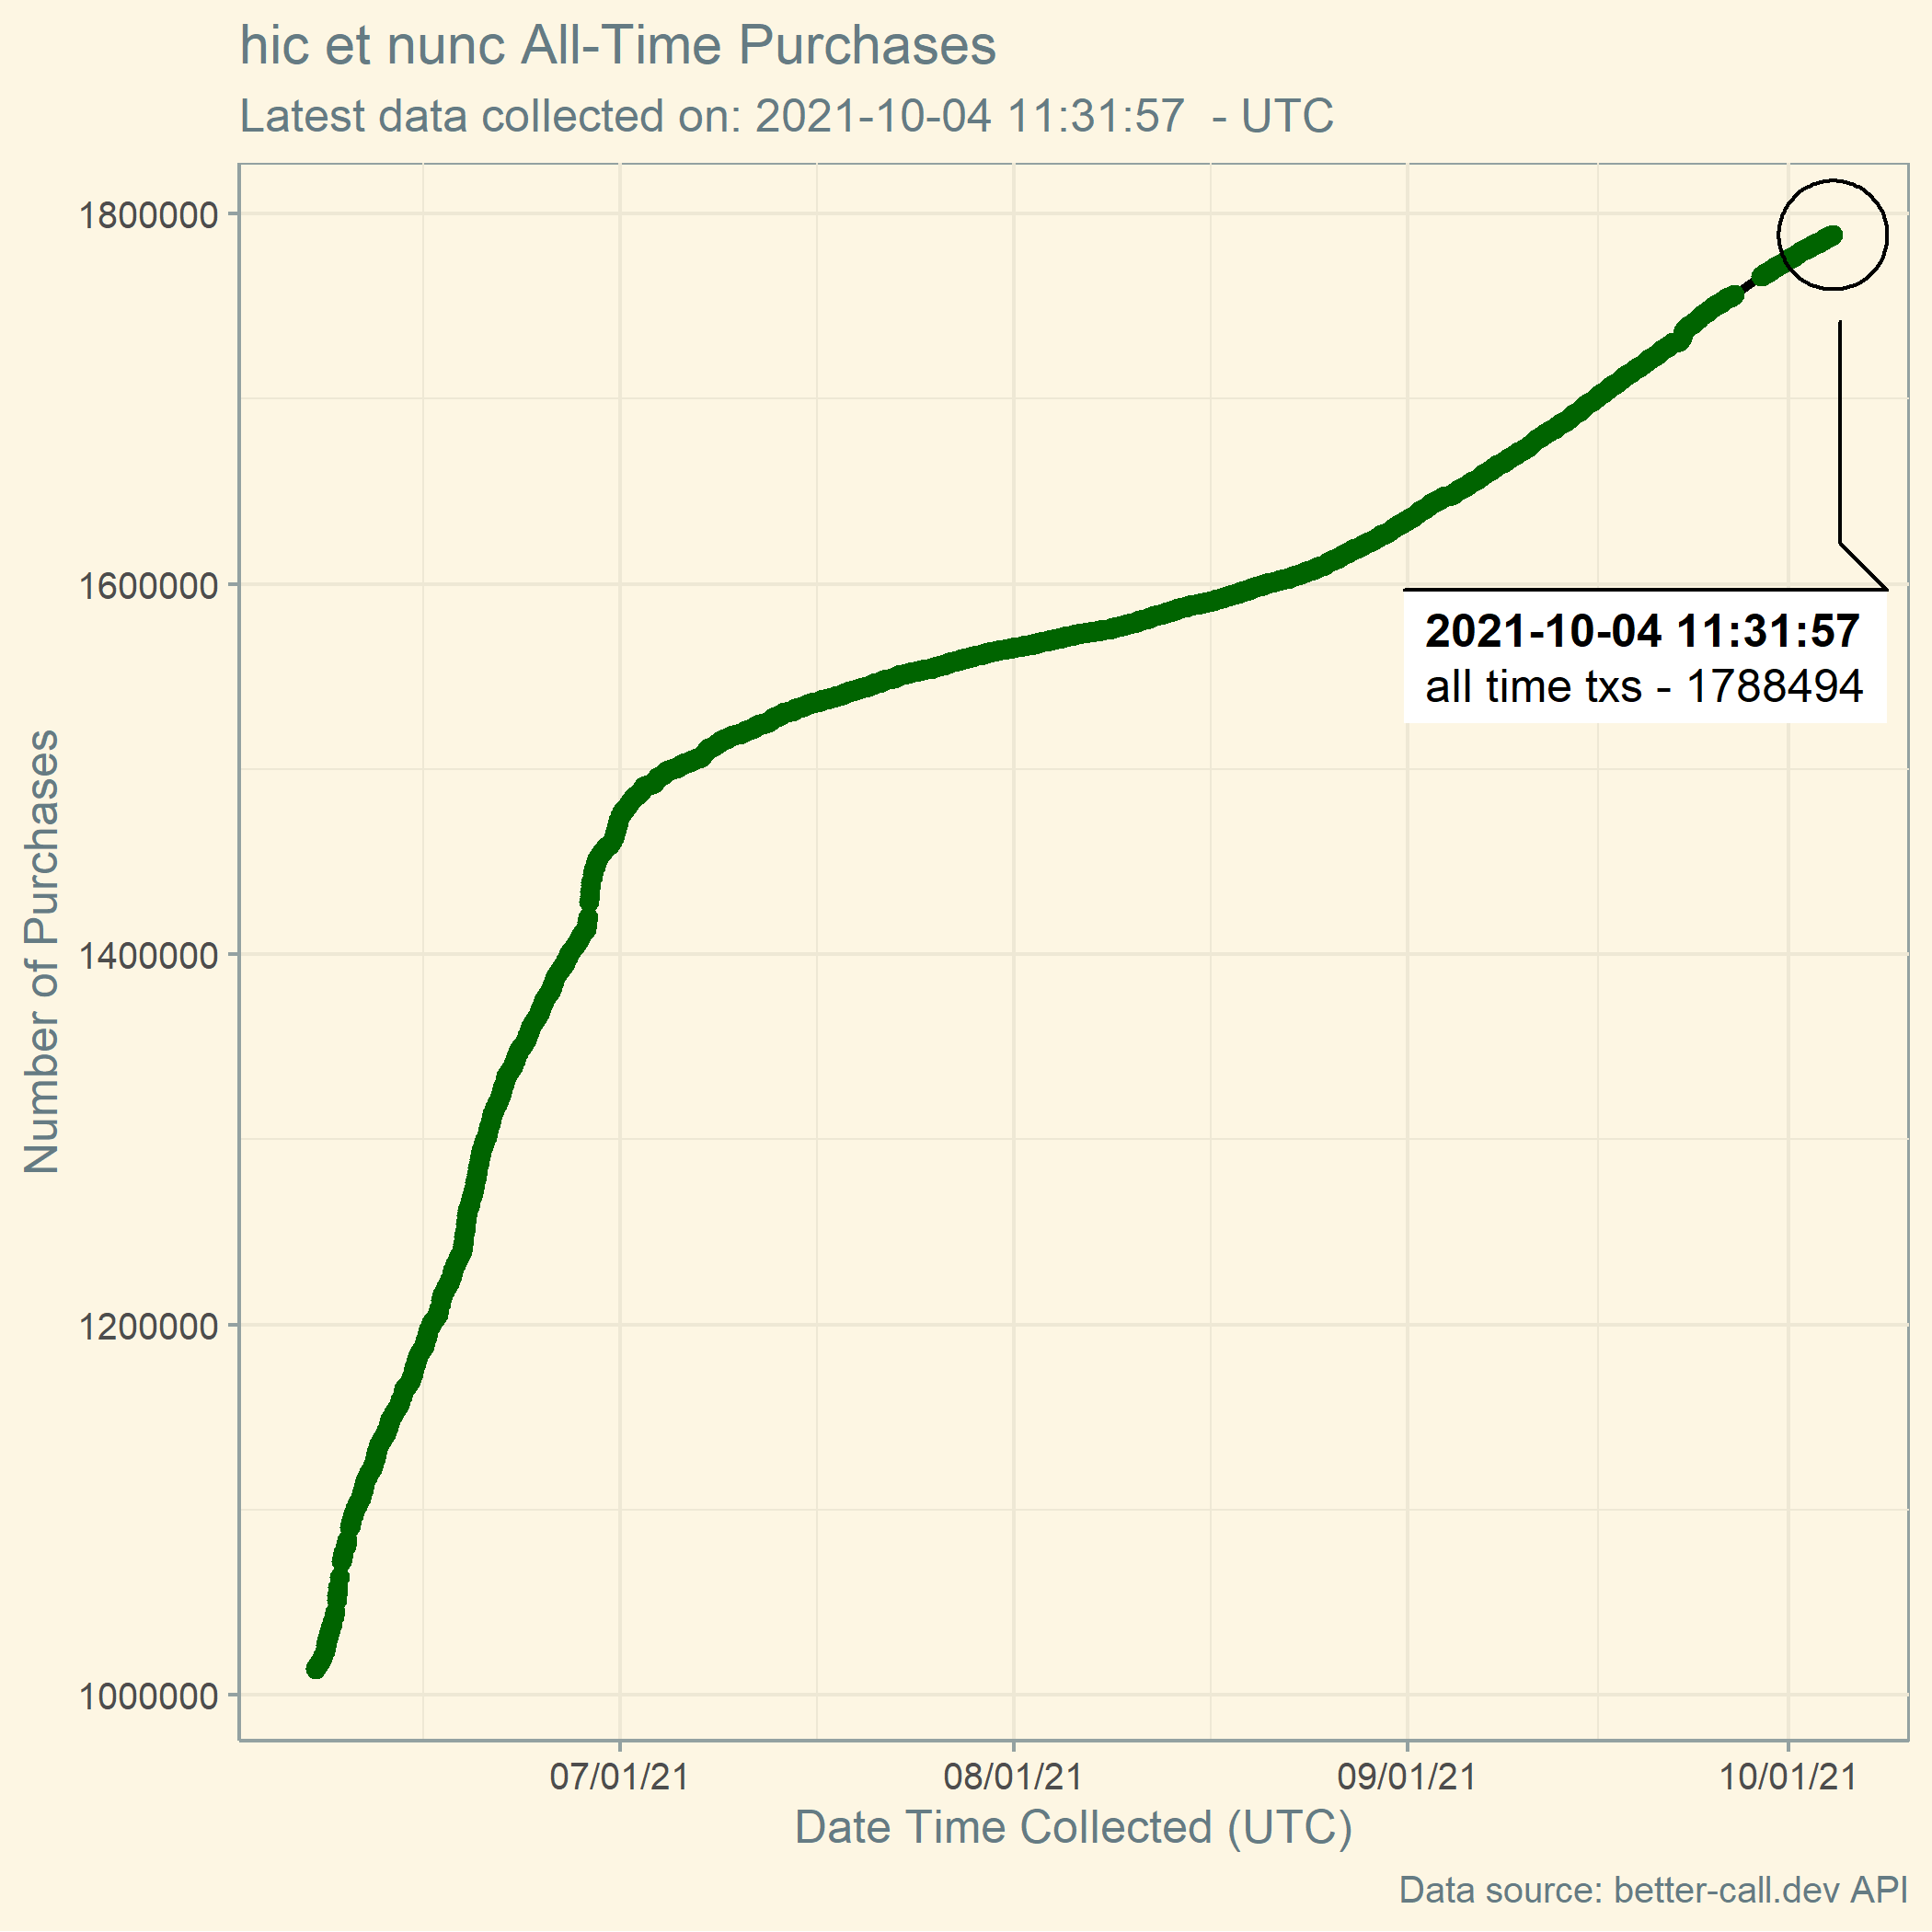 hic et nunc All-Time Purchases
Latest data collected on: 2021-10-04 11:31:57  - UTC
Number of Purchases
1800000
1600000
1400000
1200000
1000000
2021-10-04 11:31:57
all time txs - 1788494
07/01/21
08/01/21
09/01/21
10/01/21
Date Time Collected (UTC)
Data source: better-call.dev API